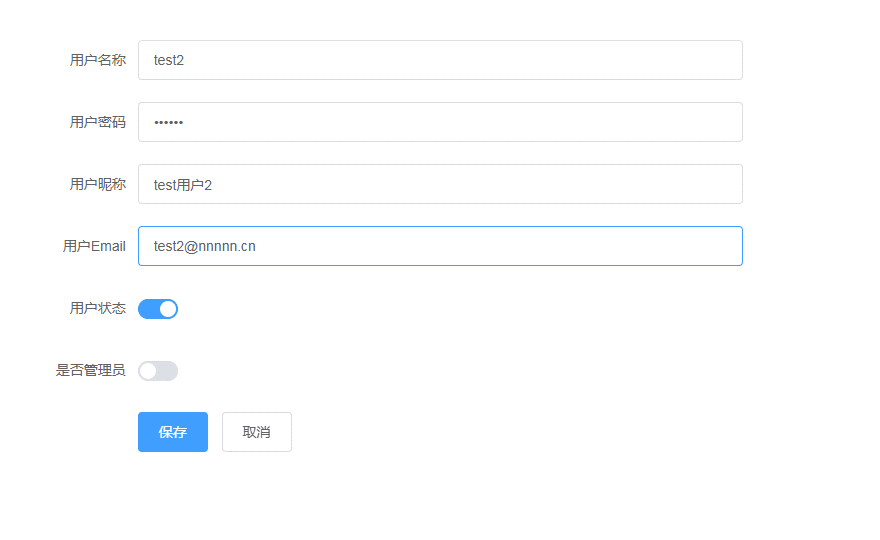 用户名称 test2
用户密码 ••••••
用户昵称 test用户2
用户Email test2@nnnnn.cn
用户状态
是否管理员
保存 取消